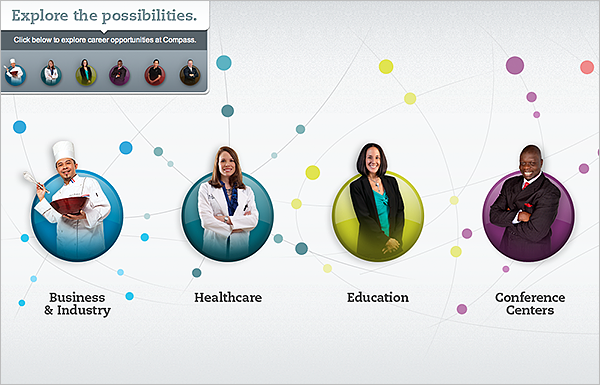 Explore the possibilities.
Click below to explore career opportunities at Compass.
Business
& Industry
Healthcare
Education
Conference
Centers